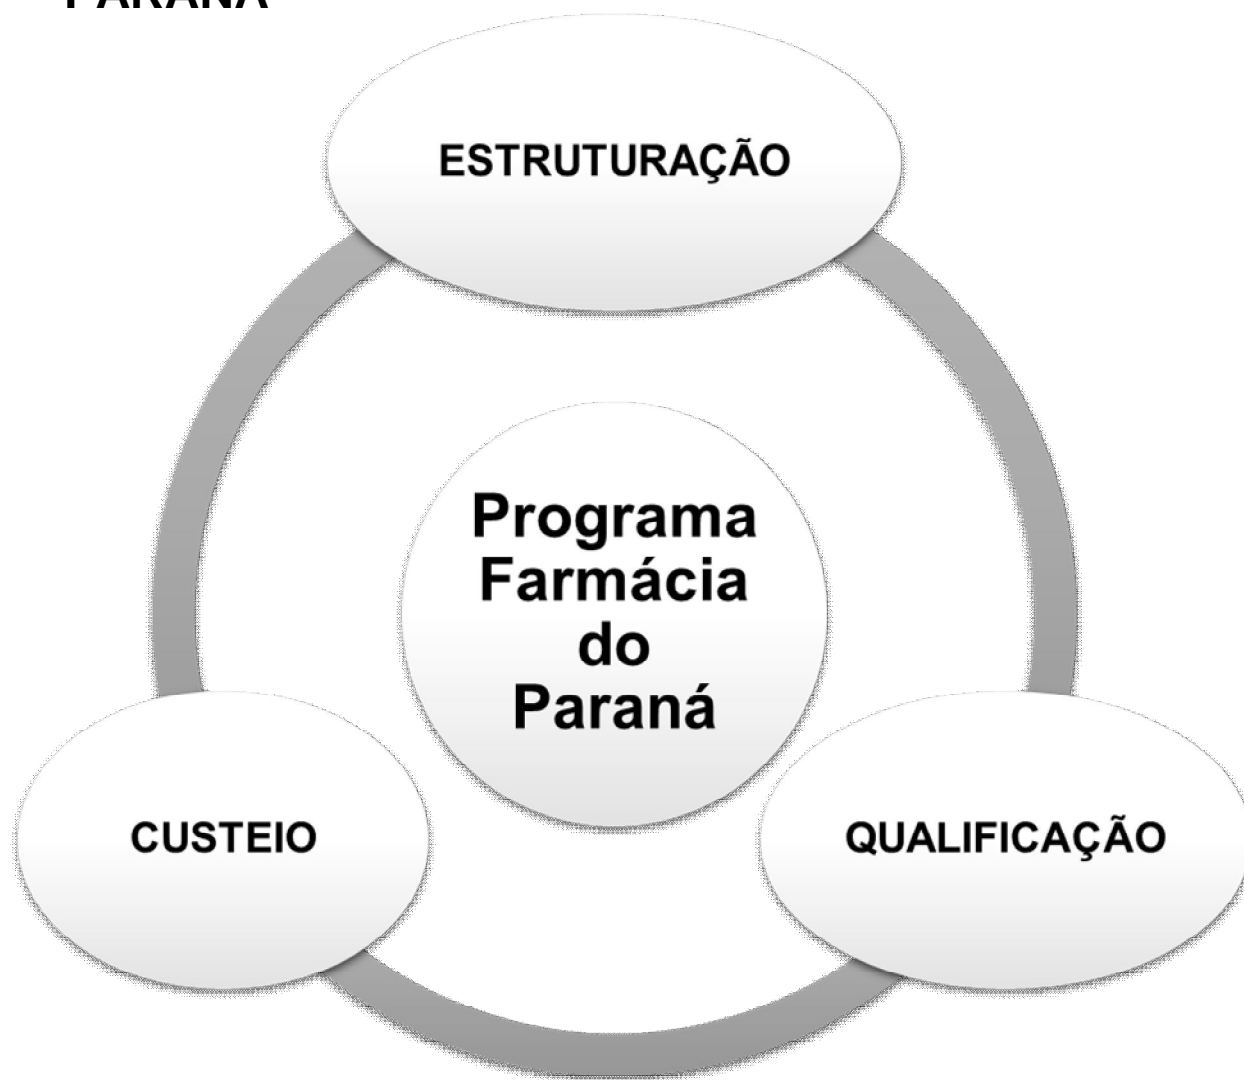 PARANÁ
ESTRUTURAÇÃO
Programa
Farmácia
do
Paraná
CUSTEIO
QUALIFICAÇÃO